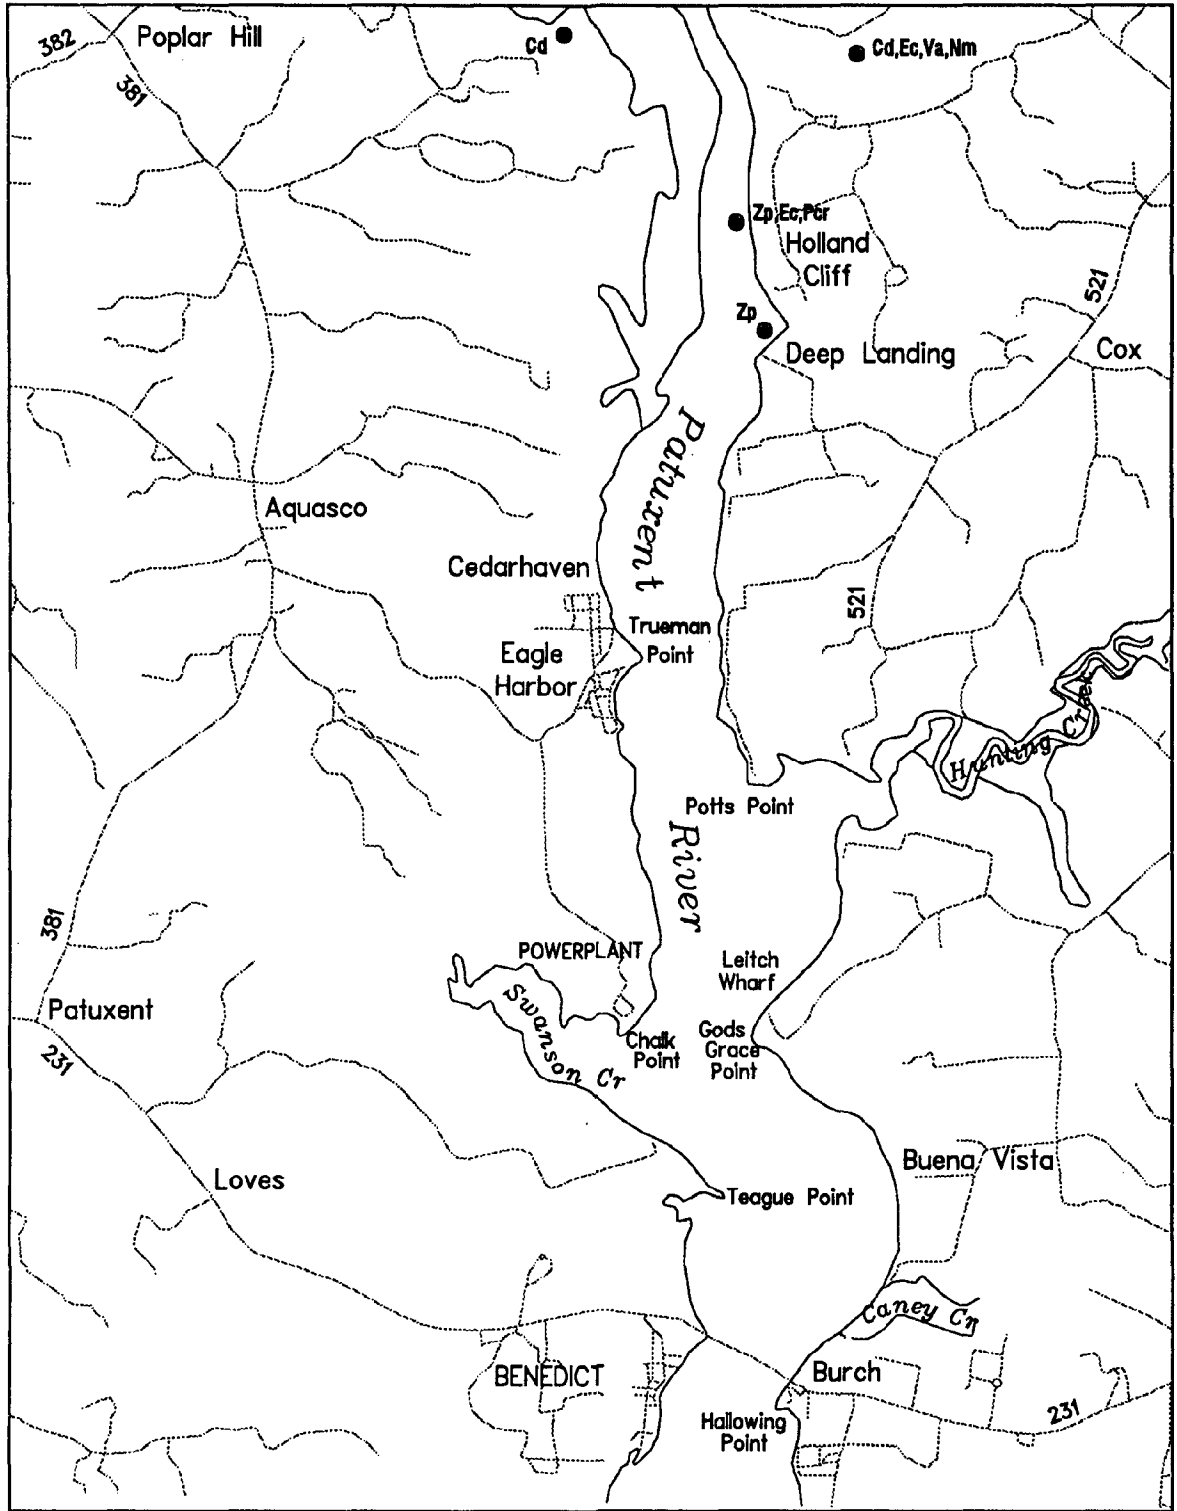 382
Poplar Hill
Cd
Cd,Ec,Va,Nm
381
Zp,Ec,Pcr
Holland
Cliff
521
Zp
Deep Landing
Cox
Patuxent
Aquasco
Cedarhaven
521
Trueman
Point
Eagle
Harbor
Hunting Creek
Potts Point
River
381
POWERPLANT
Leitch
Wharf
Patuxent
Swanson Cr
Chalk
Point
Gods
Grace
Point
231
Buena Vista
Loves
Teague Point
Caney Cr
BENEDICT
Burch
Hallowing
Point
231